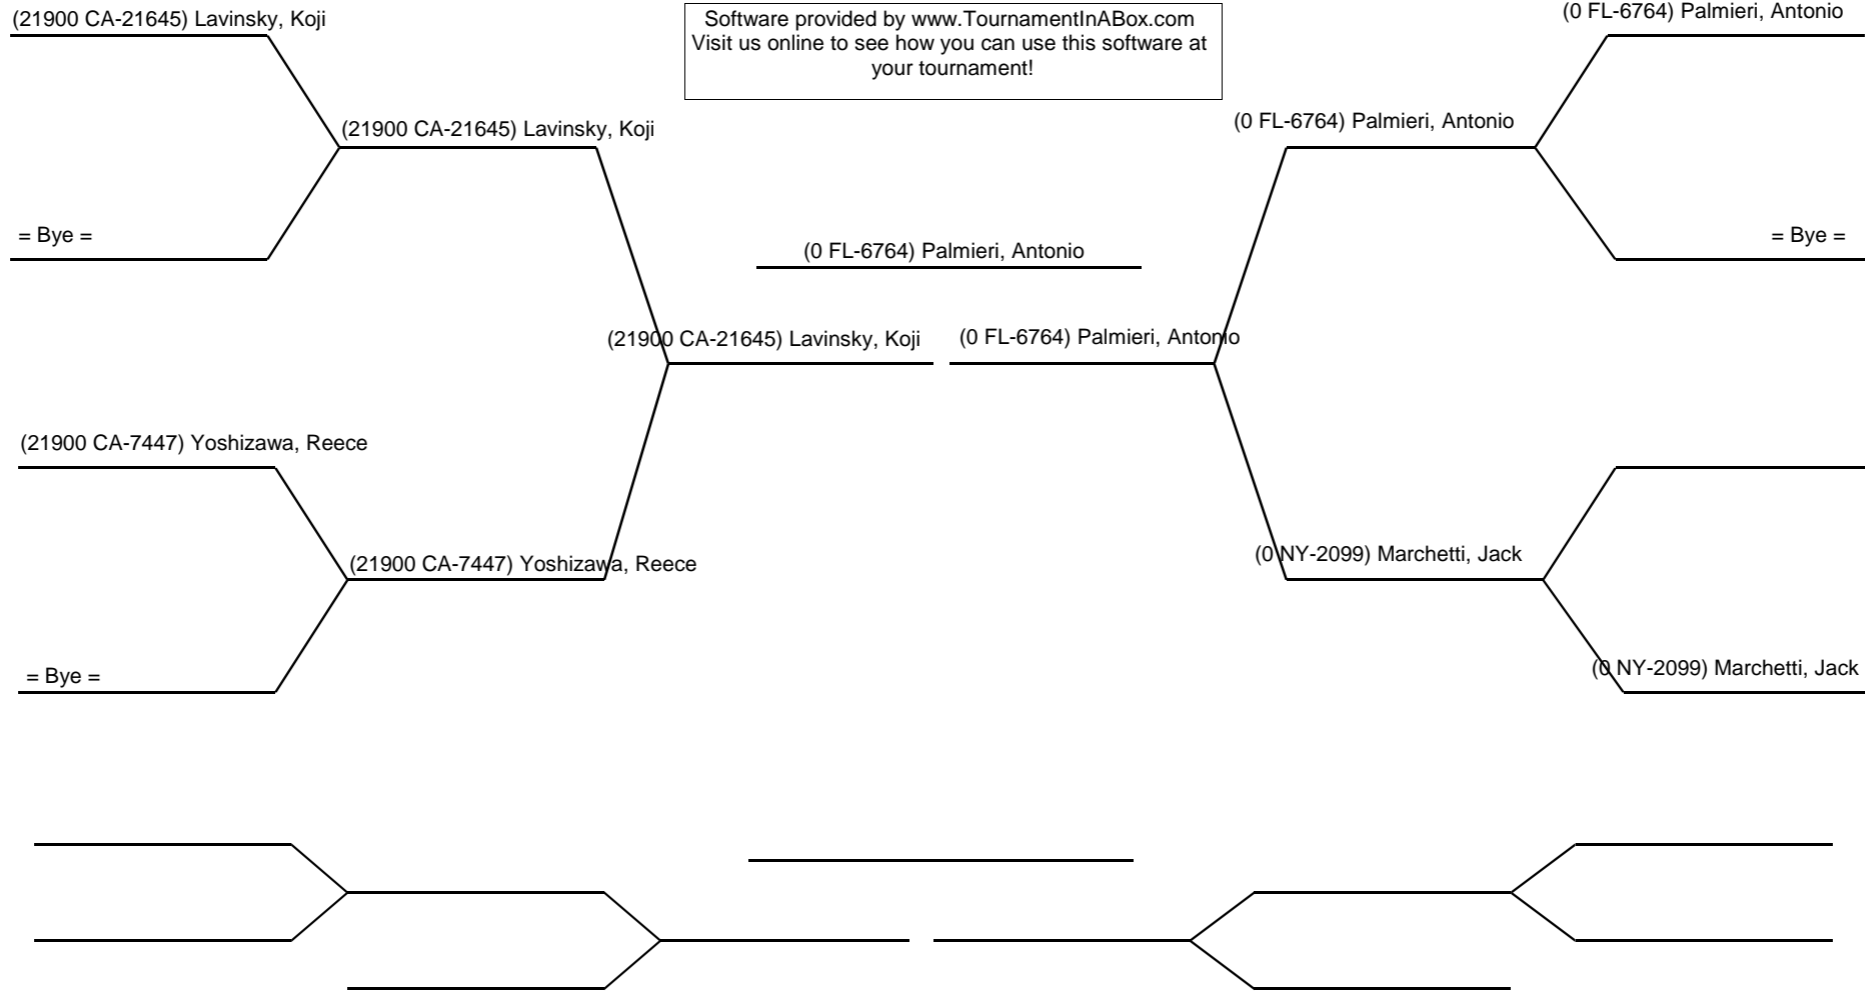 (21900 CA-21645) Lavinsky, Koji
Software provided by www.TournamentInABox.com
Visit us online to see how you can use this software at
your tournament!
(0 FL-6764) Palmieri, Antonio
(21900 CA-21645) Lavinsky, Koji
(0 FL-6764) Palmieri, Antonio
= Bye =
(0 FL-6764) Palmieri, Antonio
= Bye =
(21900 CA-21645) Lavinsky, Koji
(0 FL-6764) Palmieri, Antonio
(21900 CA-7447) Yoshizawa, Reece
(21900 CA-7447) Yoshizawa, Reece
(0 NY-2099) Marchetti, Jack
= Bye =
(0 NY-2099) Marchetti, Jack